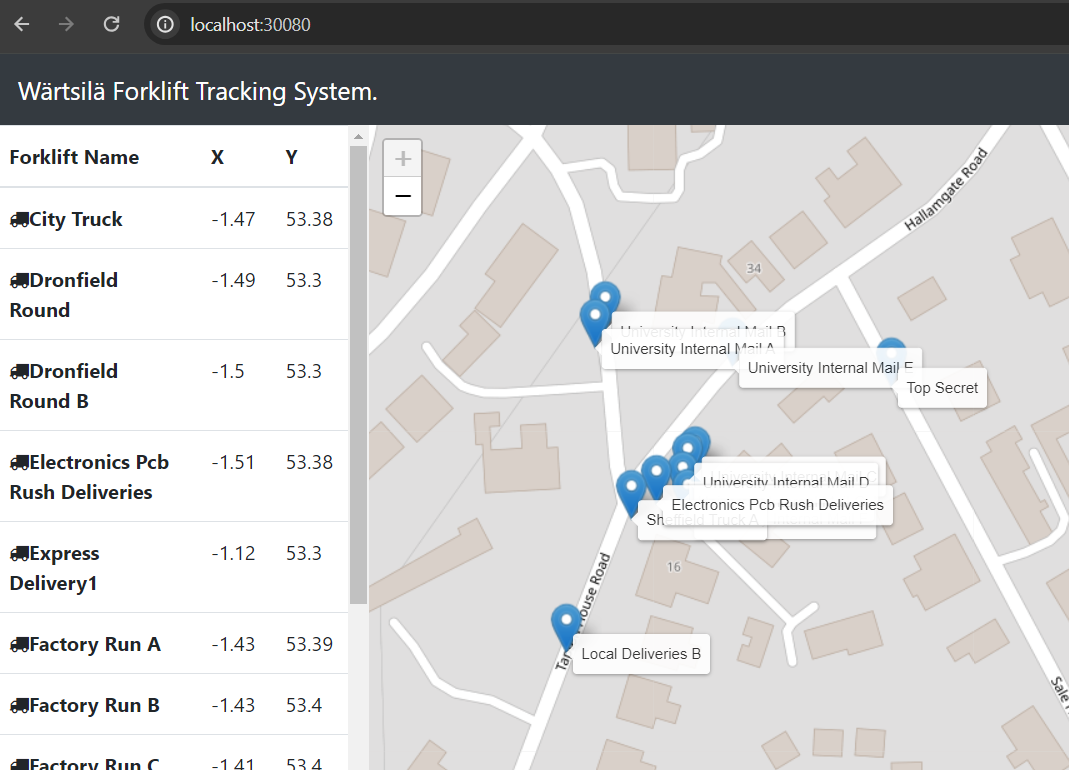 localhost:30080
Wärtsilä Forklift Tracking System.
Forklift Name X Y
City Truck -1.47 53.38
Dronfield -1.49 53.3
Round
Dronfield -1.5 53.3
Round B
Electronics Pcb -1.51 53.38
Rush Deliveries
Express -1.12 53.3
Delivery1
Factory Run A -1.43 53.39
Factory Run B -1.43 53.4
Factory Run C -1.41 53.4
+
−
Hallamgate Road
34
University Internal Mail B
University Internal Mail A
University Internal Mail E
Top Secret
University Internal Mail D
Electronics Pcb Rush Deliveries
Sheffield Truck A
16
House Road
Local Deliveries B
Sale